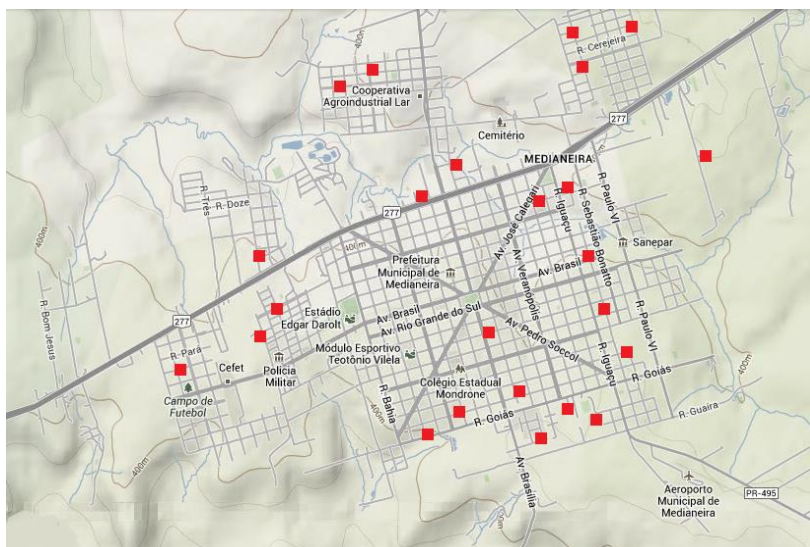 400m
R. Cerejeira
Cooperativa
Agroindustrial Lar
Cemitério
277
MEDIANEIRA
R. Três
R. Doze
277
400m
R. Paulo VI
R. Iguaçu
R. Sebastião Bonatto
Av. José Callegari
Sanepar
Prefeitura
Municipal de
Medianeira
Av. Veranópolis
Av. Brasil
400m
R. Bom Jesus
277
Estádio
Edgar Darolt
Av. Brasil
Av. Rio Grande do Sul
Av. Pedro Soccol
R. Paulo VI
R. Pará
Módulo Esportivo
Teotônio Vilela
Cefet
Polícia
Militar
R. Iguaçu
Campo de
Futebol
R. Bahia
Colégio Estadual
Mondrone
R. Goiás
400m
R. Goiás
R. Guaira
400m
Av. Brasília
Aeroporto
Municipal de
Medianeira
PR-495